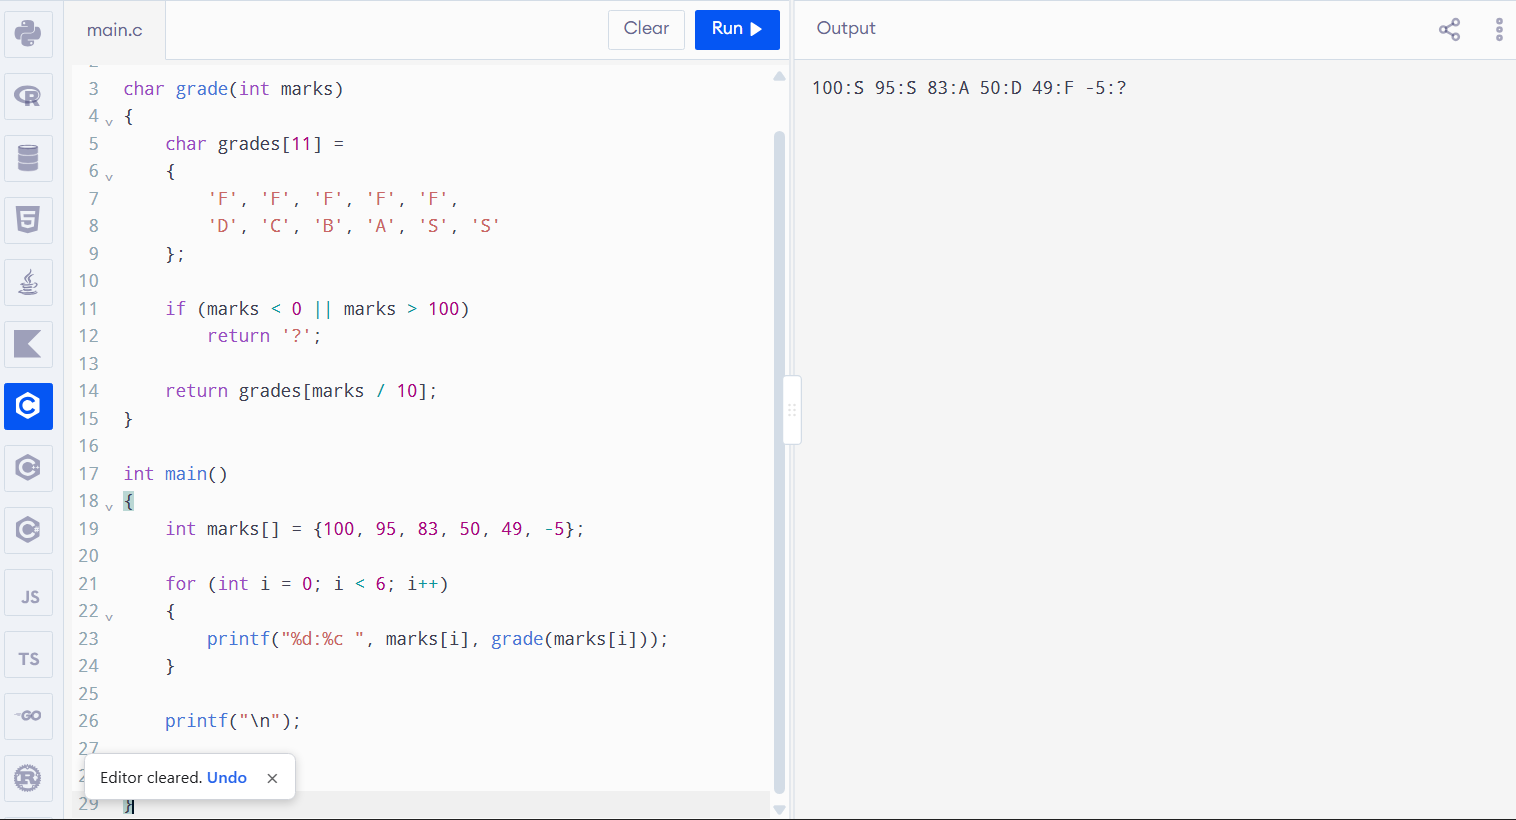 main.c
Clear
Run
Output
3 char grade(int marks)
4 {
5 char grades[11] =
6 {
7 'F', 'F', 'F', 'F', 'F',
8 'D', 'C', 'B', 'A', 'S', 'S'
9 };
10
11 if (marks < 0 || marks > 100)
12 return '?';
13
14 return grades[marks / 10];
15 }
16
17 int main()
18 {
19 int marks[] = {100, 95, 83, 50, 49, -5};
20
21 for (int i = 0; i < 6; i++)
22 {
23 printf("%d:%c ", marks[i], grade(marks[i]));
24 }
25
26 printf("\n");
27
29 }
Editor cleared. Undo
100:S 95:S 83:A 50:D 49:F -5:?
R
C
C++
C#
JS
TS
GO
R